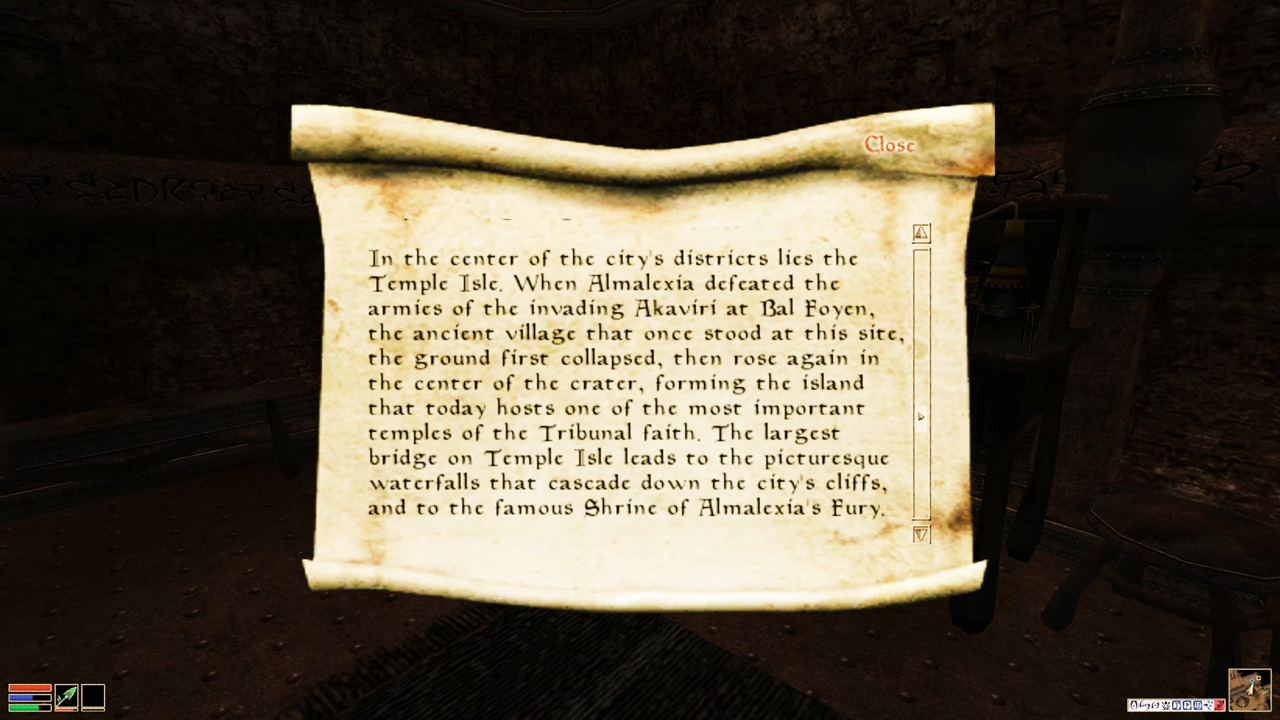 Close
In the center of the city's districts lies the
Temple Isle. When Almalexia defeated the
armies of the invading Akaviri at Bal Foyen,
the ancient village that once stood at this site,
the ground first collapsed, then rose again in
the center of the crater, forming the island
that today hosts one of the most important
temples of the Tribunal faith. The largest
bridge on Temple Isle leads to the picturesque
waterfalls that cascade down the city's cliffs,
and to the famous Shrine of Almalexia's Fury.